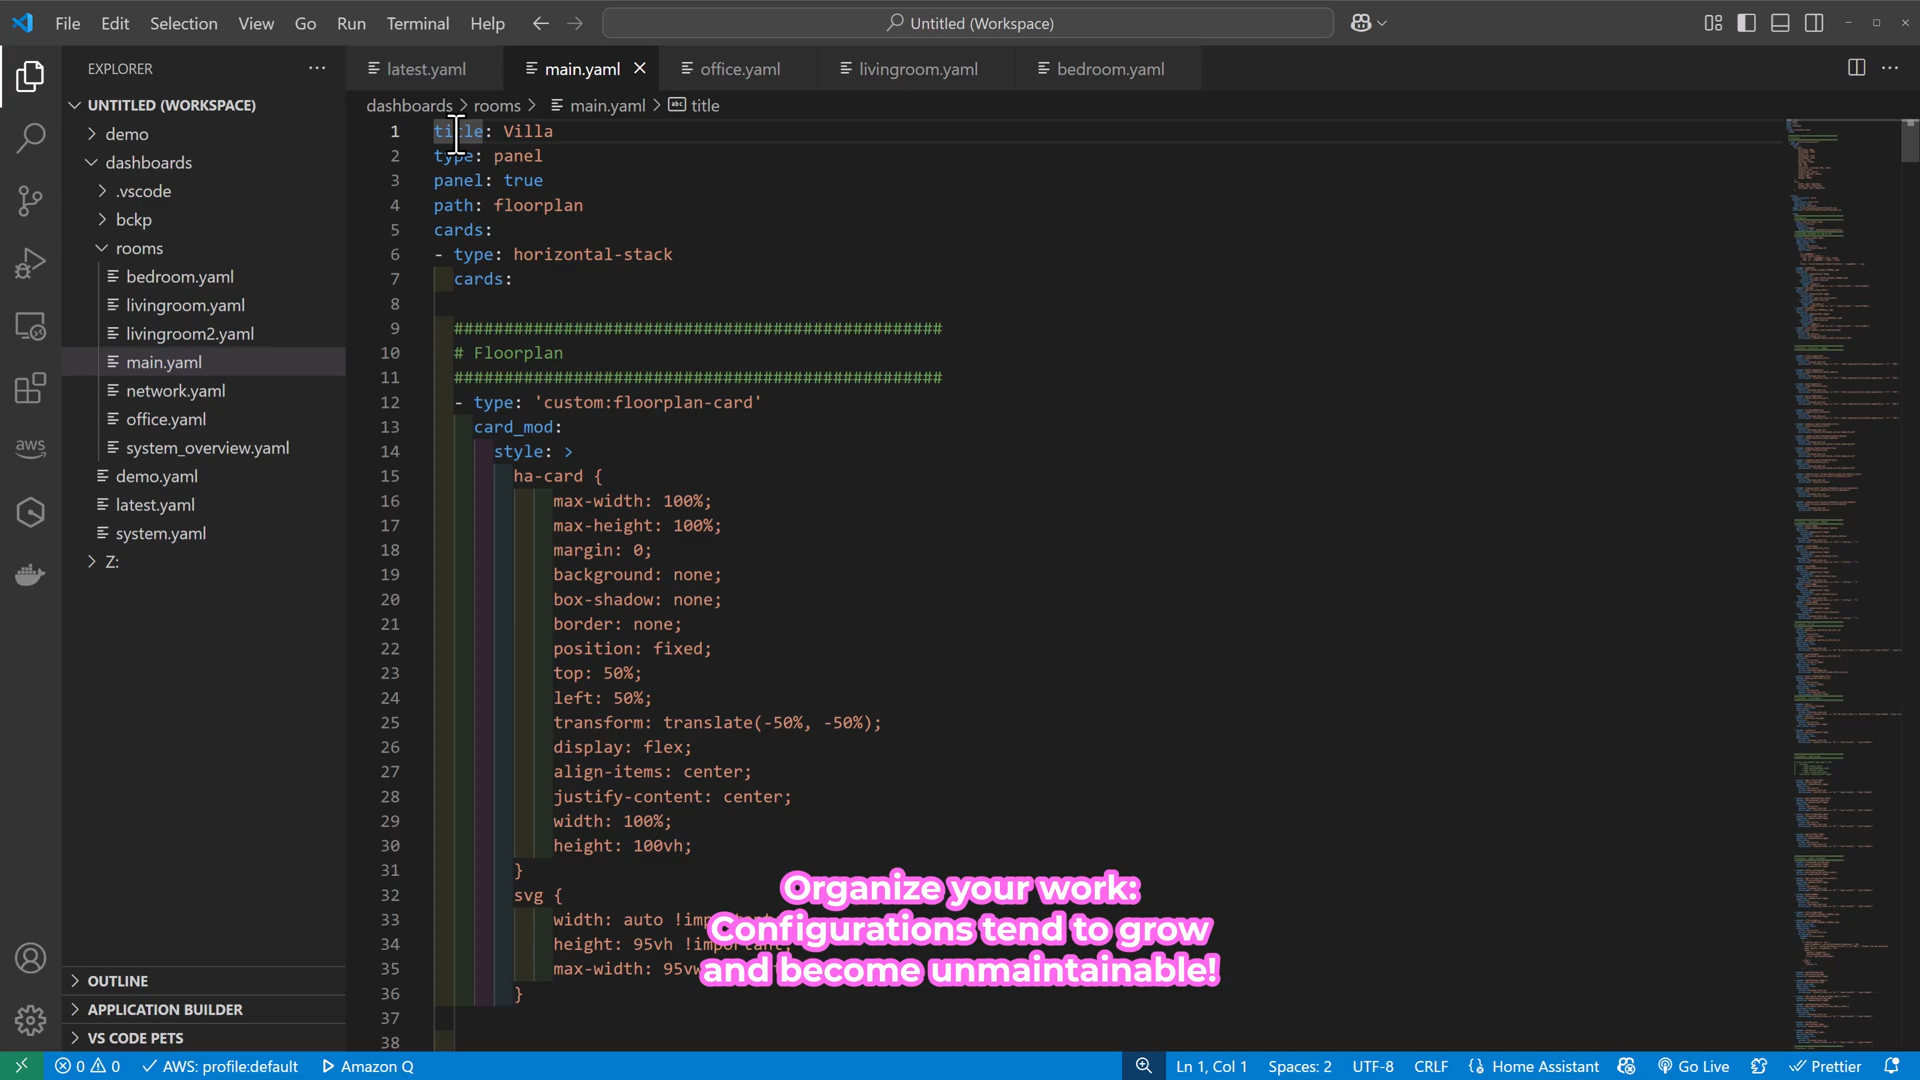 File Edit Selection View Go Run Terminal Help
Untitled (Workspace)
EXPLORER
UNTITLED (WORKSPACE)
demo
dashboards
.vscode
bckp
rooms
bedroom.yaml
livingroom.yaml
livingroom2.yaml
main.yaml
network.yaml
office.yaml
system_overview.yaml
demo.yaml
latest.yaml
system.yaml
Z:
OUTLINE
APPLICATION BUILDER
VS CODE PETS
aws
latest.yaml main.yaml office.yaml livingroom.yaml bedroom.yaml
dashboards > rooms > main.yaml > abc title
1 title: Villa
2 type: panel
3 panel: true
4 path: floorplan
5 cards:
6 - type: horizontal-stack
7 cards:
8
9 #################################################
10 # Floorplan
11 #################################################
12 - type: 'custom:floorplan-card'
13 card_mod:
14 style: >
15 ha-card {
16 max-width: 100%;
17 max-height: 100%;
18 margin: 0;
19 background: none;
20 box-shadow: none;
21 border: none;
22 position: fixed;
23 top: 50%;
24 left: 50%;
25 transform: translate(-50%, -50%);
26 display: flex;
27 align-items: center;
28 justify-content: center;
29 width: 100%;
30 height: 100vh;
31 }
32 svg {
33 width: auto
34 height: 95vh
35 max-width:
36 }
37
38
Organize your work:
Configurations tend to grow
and become unmaintainable!
0 0 AWS: profile:default Amazon Q Ln 1, Col 1 Spaces: 2 UTF-8 CRLF Home Assistant Go Live Prettier